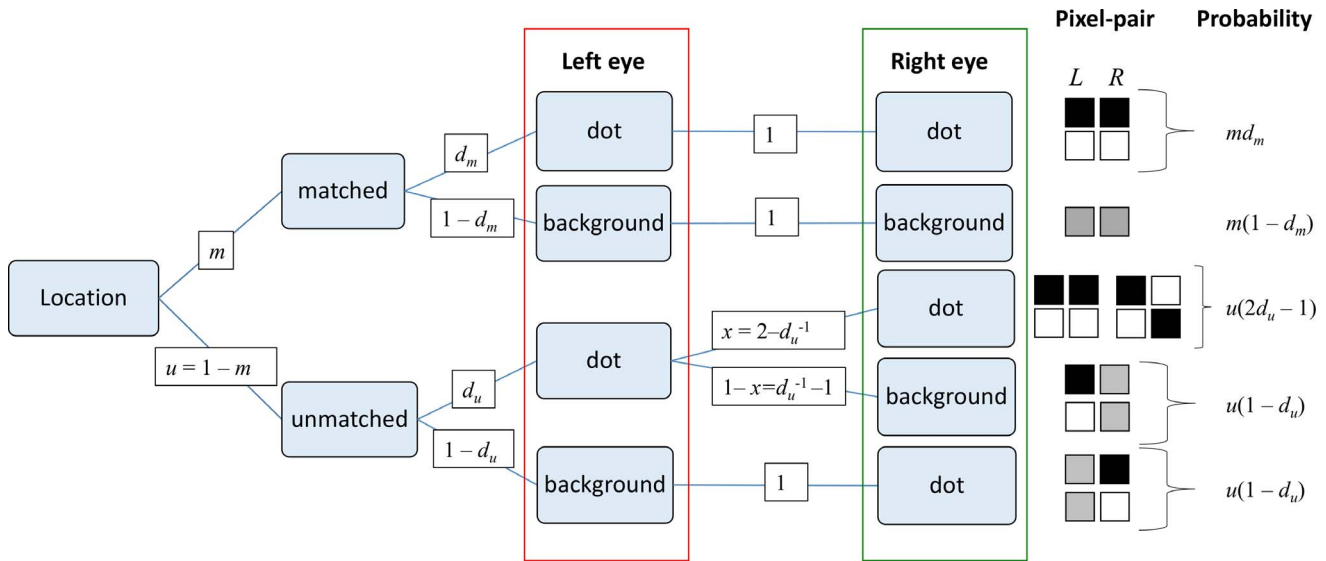 Pixel-pair Probability
Left eye Right eye
L R
dot 1 dot
md_m
d_m
matched
1 – d_m
background 1 background
m(1 – d_m)
m
Location
dot
u(2d_u – 1)
x = 2–d_u^-1
u = 1 – m
dot
1– x=d_u^-1 –1
background
u(1 – d_u)
d_u
unmatched
1 – d_u
background 1 dot
u(1 – d_u)